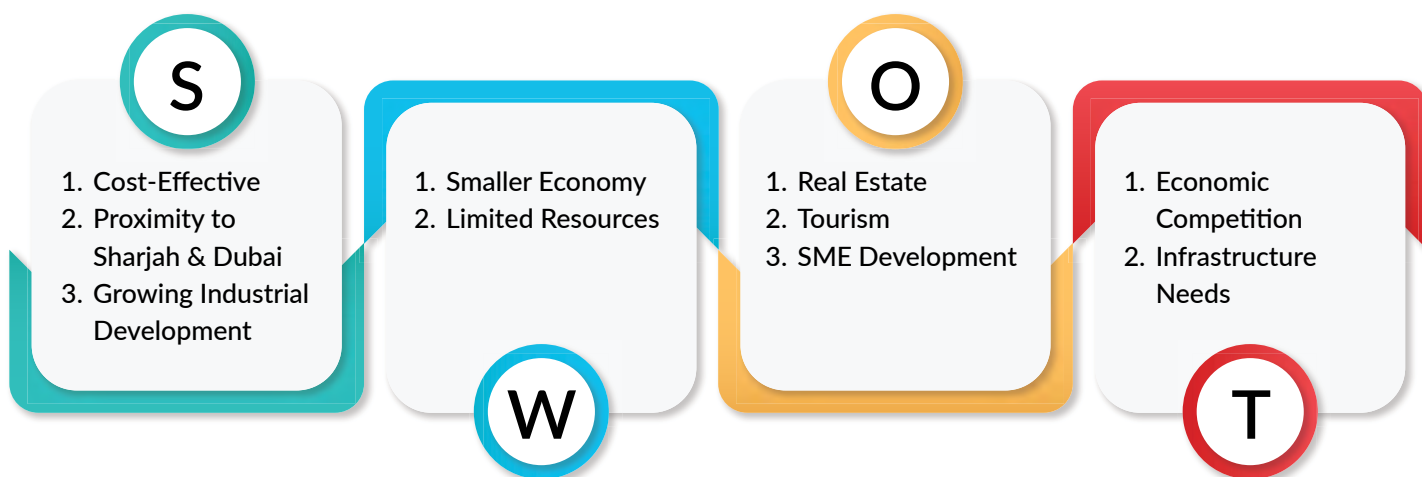 S
1. Cost-Effective
2. Proximity to
Sharjah & Dubai
3. Growing Industrial
Development
W
1. Smaller Economy
2. Limited Resources
O
1. Real Estate
2. Tourism
3. SME Development
T
1. Economic
Competition
2. Infrastructure
Needs